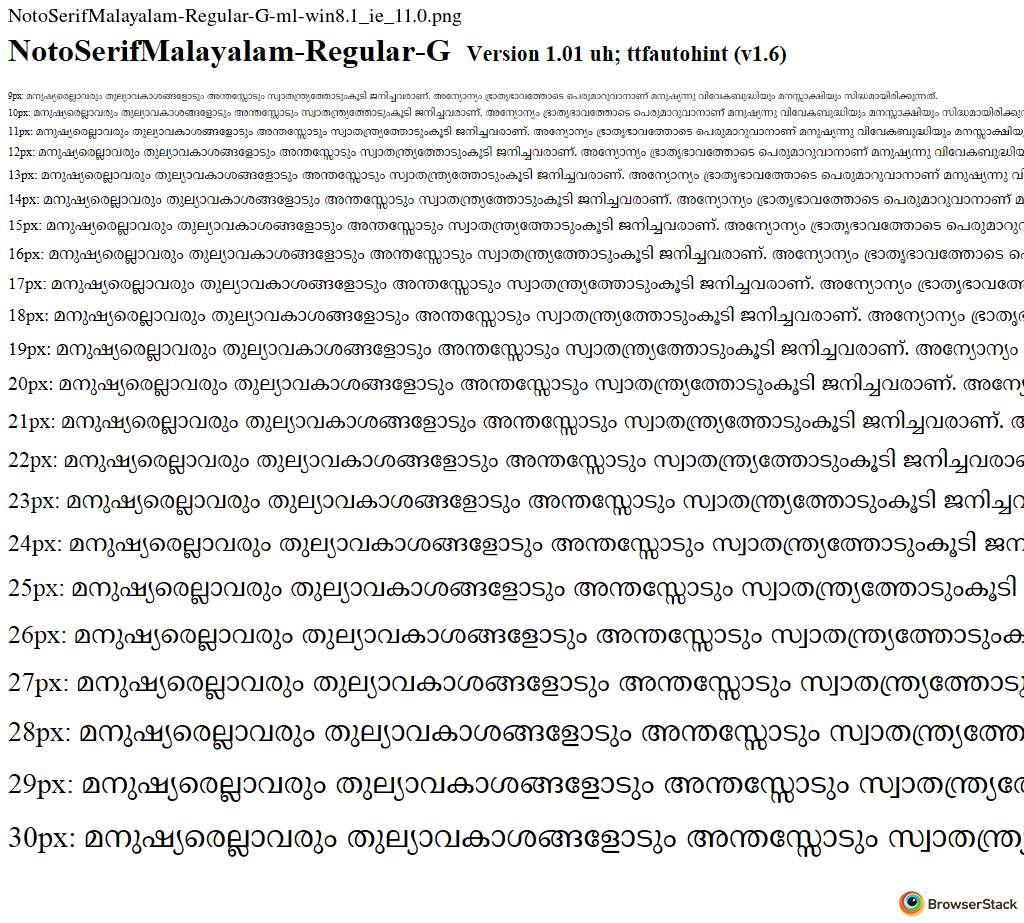 NotoSerifMalayalam-Regular-G-ml-win8.1_ie_11.0.png
NotoSerifMalayalam-Regular-G Version 1.01 uh; ttfautohint (v1.6)
9px: മനുഷ്യരെല്ലാവരും തുല്യാവകാശങ്ങളോടും അന്തസ്സോടും സ്വാതന്ത്ര്യത്തോടുംകൂടി ജനിച്ചവരാണ്. അന്യോന്യം ഭ്രാതൃഭാവത്തോടെ പെരുമാറുവാനാണ് മനുഷ്യന്നു വിവേകബുദ്ധിയും മനസ്സാക്ഷിയും സിദ്ധമായിരിക്കുന്നത്.
10px: മനുഷ്യരെല്ലാവരും തുല്യാവകാശങ്ങളോടും അന്തസ്സോടും സ്വാതന്ത്ര്യത്തോടുംകൂടി ജനിച്ചവരാണ്. അന്യോന്യം ഭ്രാതൃഭാവത്തോടെ പെരുമാറുവാനാണ് മനുഷ്യന്നു വിവേകബുദ്ധിയും മനസ്സാക്ഷിയും സിദ്ധമായിരിക്കുന്ന
11px: മനുഷ്യരെല്ലാവരും തുല്യാവകാശങ്ങളോടും അന്തസ്സോടും സ്വാതന്ത്ര്യത്തോടുംകൂടി ജനിച്ചവരാണ്. അന്യോന്യം ഭ്രാതൃഭാവത്തോടെ പെരുമാറുവാനാണ് മനുഷ്യന്നു വിവേകബുദ്ധിയും മനസ്സാക്ഷിയ
12px: മനുഷ്യരെല്ലാവരും തുല്യാവകാശങ്ങളോടും അന്തസ്സോടും സ്വാതന്ത്ര്യത്തോടുംകൂടി ജനിച്ചവരാണ്. അന്യോന്യം ഭ്രാതൃഭാവത്തോടെ പെരുമാറുവാനാണ് മനുഷ്യന്നു വിവേകബുദ്ധിയ
13px: മനുഷ്യരെല്ലാവരും തുല്യാവകാശങ്ങളോടും അന്തസ്സോടും സ്വാതന്ത്ര്യത്തോടുംകൂടി ജനിച്ചവരാണ്. അന്യോന്യം ഭ്രാതൃഭാവത്തോടെ പെരുമാറുവാനാണ് മനുഷ്യന്നു വി
14px: മനുഷ്യരെല്ലാവരും തുല്യാവകാശങ്ങളോടും അന്തസ്സോടും സ്വാതന്ത്ര്യത്തോടുംകൂടി ജനിച്ചവരാണ്. അന്യോന്യം ഭ്രാതൃഭാവത്തോടെ പെരുമാറുവാനാണ് മ
15px: മനുഷ്യരെല്ലാവരും തുല്യാവകാശങ്ങളോടും അന്തസ്സോടും സ്വാതന്ത്ര്യത്തോടുംകൂടി ജനിച്ചവരാണ്. അന്യോന്യം ഭ്രാതൃഭാവത്തോടെ പെരുമാറുവ
16px: മനുഷ്യരെല്ലാവരും തുല്യാവകാശങ്ങളോടും അന്തസ്സോടും സ്വാതന്ത്ര്യത്തോടുംകൂടി ജനിച്ചവരാണ്. അന്യോന്യം ഭ്രാതൃഭാവത്തോടെ
17px: മനുഷ്യരെല്ലാവരും തുല്യാവകാശങ്ങളോടും അന്തസ്സോടും സ്വാതന്ത്ര്യത്തോടുംകൂടി ജനിച്ചവരാണ്. അന്യോന്യം ഭ്രാതൃഭാവത്തോ
18px: മനുഷ്യരെല്ലാവരും തുല്യാവകാശങ്ങളോടും അന്തസ്സോടും സ്വാതന്ത്ര്യത്തോടുംകൂടി ജനിച്ചവരാണ്. അന്യോന്യം ഭ്രാതൃഭ
19px: മനുഷ്യരെല്ലാവരും തുല്യാവകാശങ്ങളോടും അന്തസ്സോടും സ്വാതന്ത്ര്യത്തോടുംകൂടി ജനിച്ചവരാണ്. അന്യോന്യം
20px: മനുഷ്യരെല്ലാവരും തുല്യാവകാശങ്ങളോടും അന്തസ്സോടും സ്വാതന്ത്ര്യത്തോടുംകൂടി ജനിച്ചവരാണ്. അന്യോ
21px: മനുഷ്യരെല്ലാവരും തുല്യാവകാശങ്ങളോടും അന്തസ്സോടും സ്വാതന്ത്ര്യത്തോടുംകൂടി ജനിച്ചവരാണ്. അ
22px: മനുഷ്യരെല്ലാവരും തുല്യാവകാശങ്ങളോടും അന്തസ്സോടും സ്വാതന്ത്ര്യത്തോടുംകൂടി ജനിച്ചവരാണ
23px: മനുഷ്യരെല്ലാവരും തുല്യാവകാശങ്ങളോടും അന്തസ്സോടും സ്വാതന്ത്ര്യത്തോടുംകൂടി ജനിച്ചവ
24px: മനുഷ്യരെല്ലാവരും തുല്യാവകാശങ്ങളോടും അന്തസ്സോടും സ്വാതന്ത്ര്യത്തോടുംകൂടി ജന
25px: മനുഷ്യരെല്ലാവരും തുല്യാവകാശങ്ങളോടും അന്തസ്സോടും സ്വാതന്ത്ര്യത്തോടുംകൂടി
26px: മനുഷ്യരെല്ലാവരും തുല്യാവകാശങ്ങളോടും അന്തസ്സോടും സ്വാതന്ത്ര്യത്തോടുംക
27px: മനുഷ്യരെല്ലാവരും തുല്യാവകാശങ്ങളോടും അന്തസ്സോടും സ്വാതന്ത്ര്യത്തോടു
28px: മനുഷ്യരെല്ലാവരും തുല്യാവകാശങ്ങളോടും അന്തസ്സോടും സ്വാതന്ത്ര്യത്തോ
29px: മനുഷ്യരെല്ലാവരും തുല്യാവകാശങ്ങളോടും അന്തസ്സോടും സ്വാതന്ത്ര്യ
30px: മനുഷ്യരെല്ലാവരും തുല്യാവകാശങ്ങളോടും അന്തസ്സോടും സ്വാതന്ത്ര്യ
BrowserStack